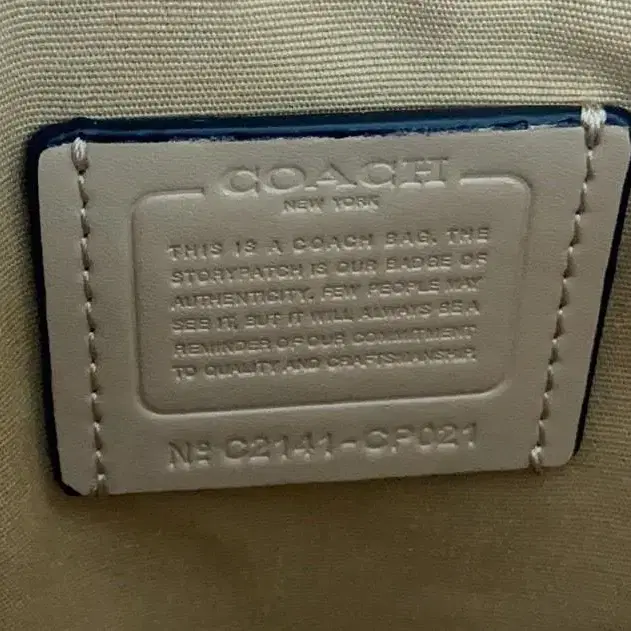 COACH
NEW YORK
THIS IS A COACH BAG. THE
STORYPATCH IS OUR BADGE OF
AUTHENTICITY. FEW PEOPLE MAY
SEE IT, BUT IT WILL ALWAYS BE A
REMINDER OF OUR COMMITMENT
TO QUALITY AND CRAFTSMANSHIP.
Nº C2141-CP021